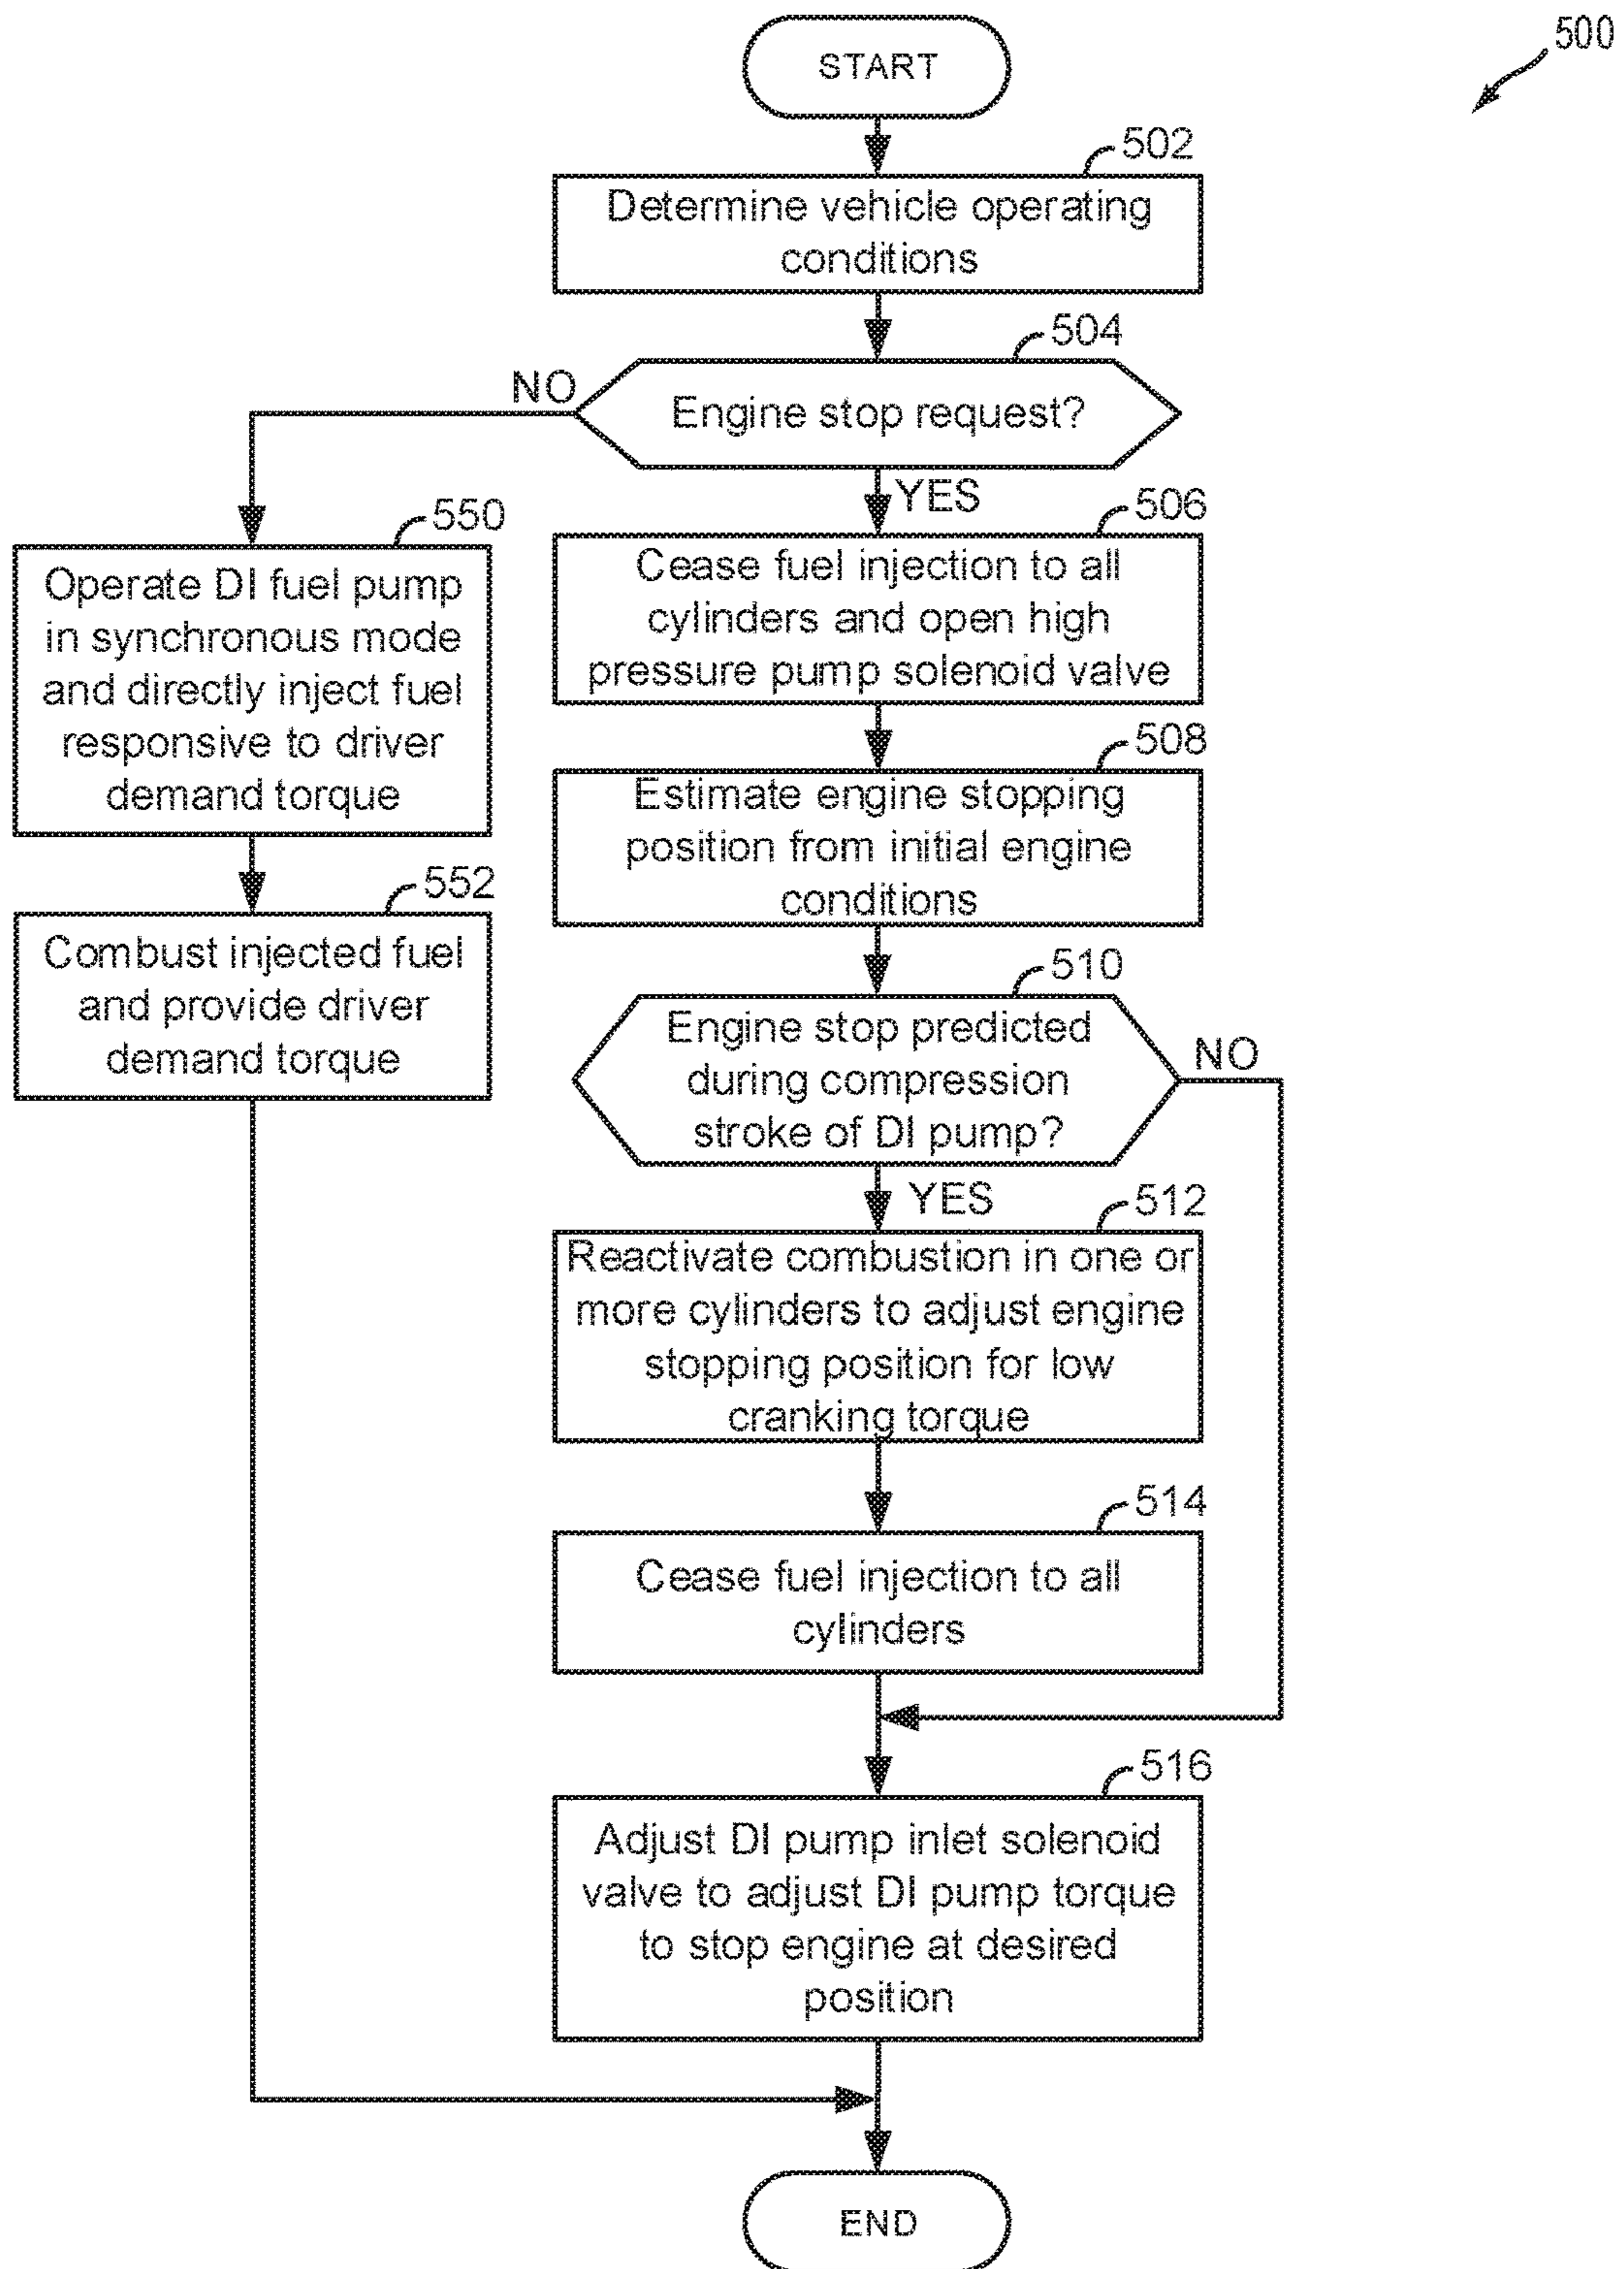 500
START
502
Determine vehicle operating
conditions
504
Engine stop request?
NO
YES
550
Operate DI fuel pump
in synchronous mode
and directly inject fuel
responsive to driver
demand torque
552
Combust injected fuel
and provide driver
demand torque
506
Cease fuel injection to all
cylinders and open high
pressure pump solenoid valve
508
Estimate engine stopping
position from initial engine
conditions
510
Engine stop predicted
during compression
stroke of DI pump?
NO
YES
512
Reactivate combustion in one or
more cylinders to adjust engine
stopping position for low
cranking torque
514
Cease fuel injection to all
cylinders
516
Adjust DI pump inlet solenoid
valve to adjust DI pump torque
to stop engine at desired
position
END